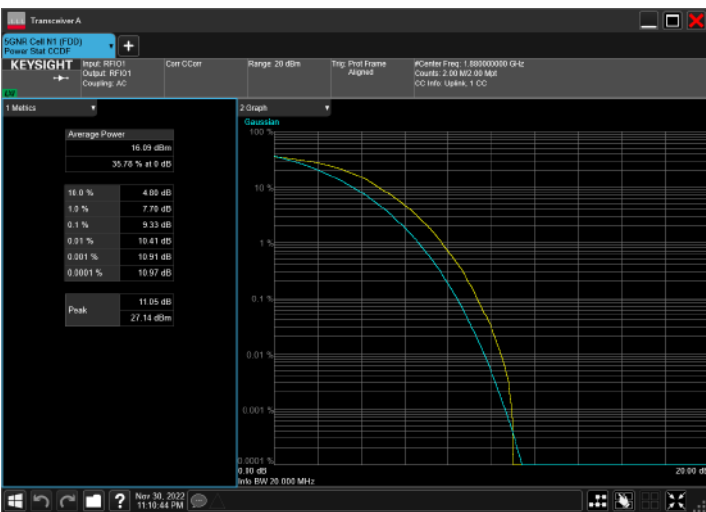 Transceiver A
5GNR Cell N1 (FDD)
Power Stat CCDF
KEYSIGHT
Input: RFIO1
Output: RFIO1
Coupling: AC
Corr CCorr
Range: 20 dBm
Trig: Prot Frame
Aligned
#Center Freq: 1.880000000 GHz
Counts: 2.00 M/2.00 Mpt
CC Info: Uplink, 1 CC
1 Metrics
Average Power
16.09 dBm
35.78 % at 0 dB
10.0 % 4.80 dB
1.0 % 7.70 dB
0.1 % 9.33 dB
0.01 % 10.41 dB
0.001 % 10.91 dB
0.0001 % 10.97 dB
Peak
11.05 dB
27.14 dBm
2 Graph
Gaussian
100 %
10 %
1 %
0.1 %
0.01 %
0.001 %
0.0001 %
0.00 dB
20.00 dB
Info BW 20.000 MHz
Nov 30, 2022
11:10:44 PM